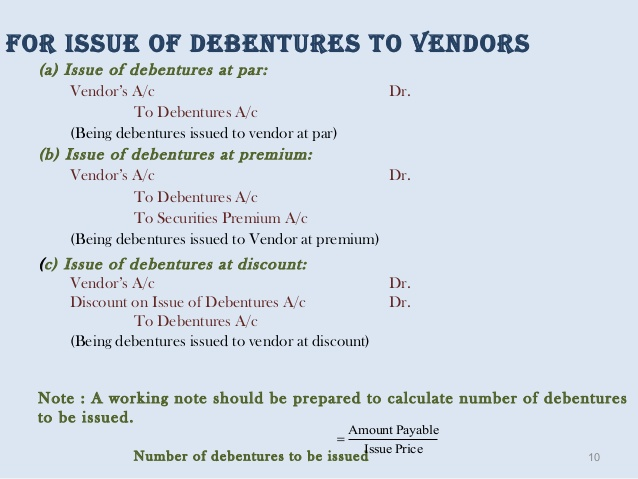 For issue of debentures to vendors
(a) Issue of debentures at par:
Vendor's A/c Dr.
To Debentures A/c
(Being debentures issued to vendor at par)
(b) Issue of debentures at premium:
Vendor's A/c Dr.
To Debentures A/c
To Securities Premium A/c
(Being debentures issued to Vendor at premium)
(c) Issue of debentures at discount:
Vendor's A/c Dr.
Discount on Issue of Debentures A/c Dr.
To Debentures A/c
(Being debentures issued to vendor at discount)
Note : A working note should be prepared to calculate number of debentures
to be issued.
= Amount Payable
Issue Price
Number of debentures to be issued
10